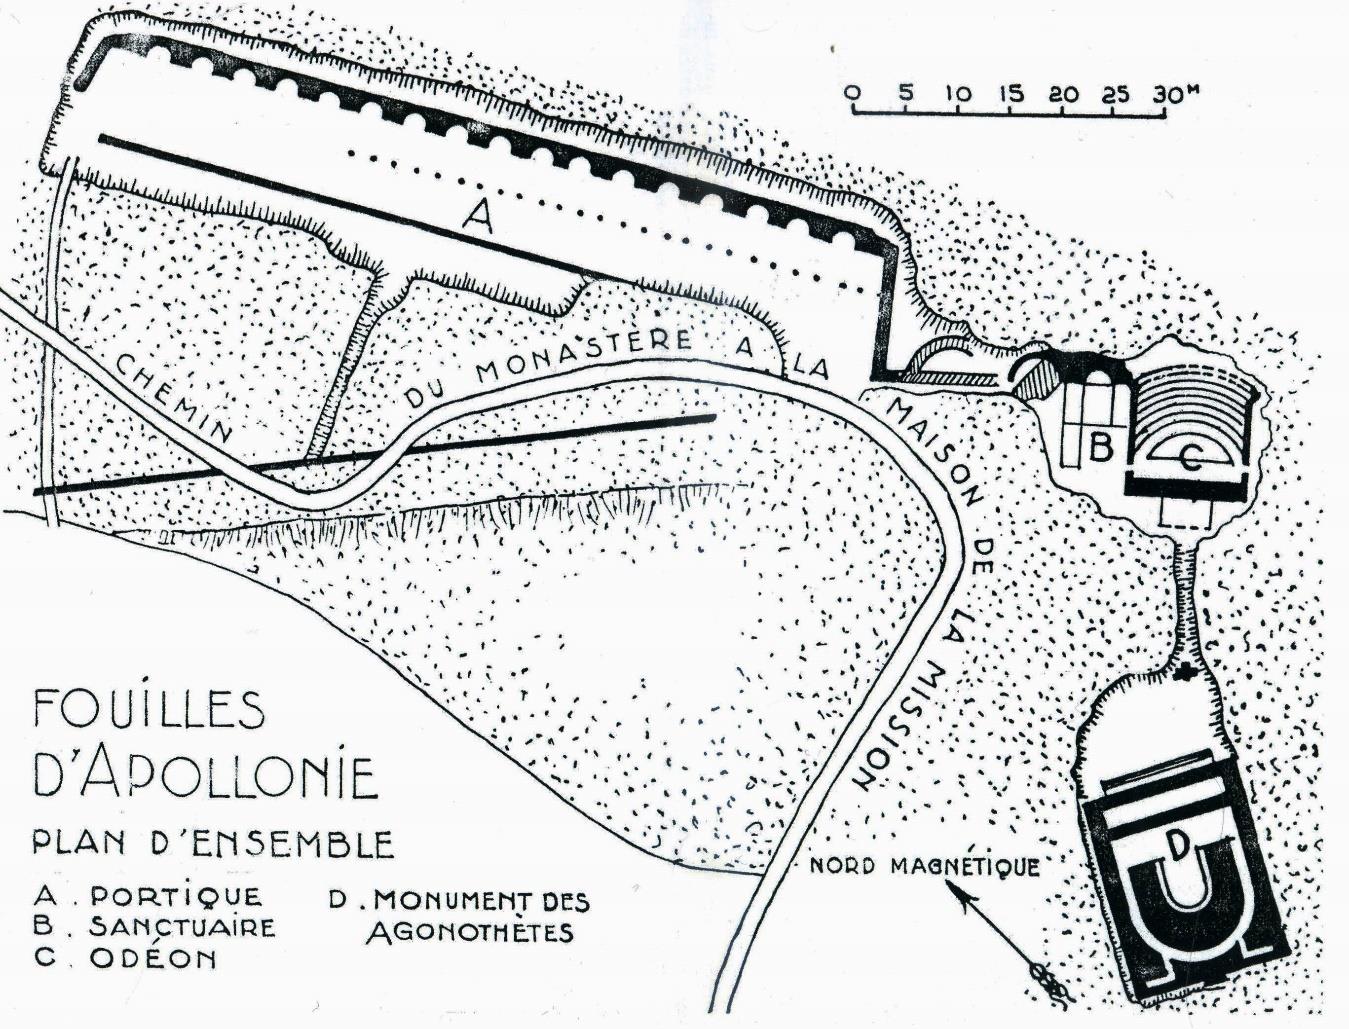 0 5 10 15 20 25 30M
A
CHEMIN DU MONASTÈRE A LA MAISON DE LA MISSION
B
C
D
NORD MAGNÉTIQUE
FOUILLES
D'APOLLONIE
PLAN D'ENSEMBLE
A . PORTIQUE
B . SANCTUAIRE
C . ODÉON
D . MONUMENT DES
AGONOTHÈTES